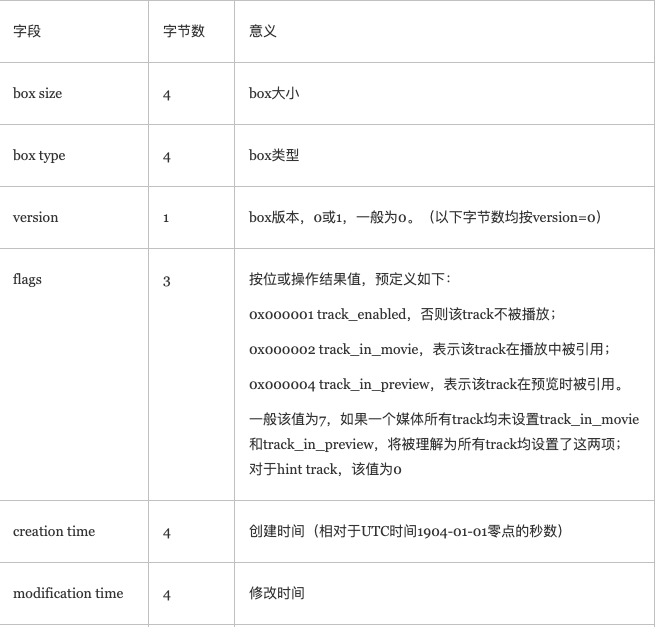 字段 字节数 意义
box size 4 box大小
box type 4 box类型
version 1 box版本，0或1，一般为0。（以下字节数均按version=0）
flags 3 按位或操作结果值，预定义如下：
0x000001 track_enabled，否则该track不被播放；
0x000002 track_in_movie，表示该track在播放中被引用；
0x000004 track_in_preview，表示该track在预览时被引用。
一般该值为7，如果一个媒体所有track均未设置track_in_movie
和track_in_preview，将被理解为所有track均设置了这两项；
对于hint track，该值为0
creation time 4 创建时间（相对于UTC时间1904-01-01零点的秒数）
modification time 4 修改时间